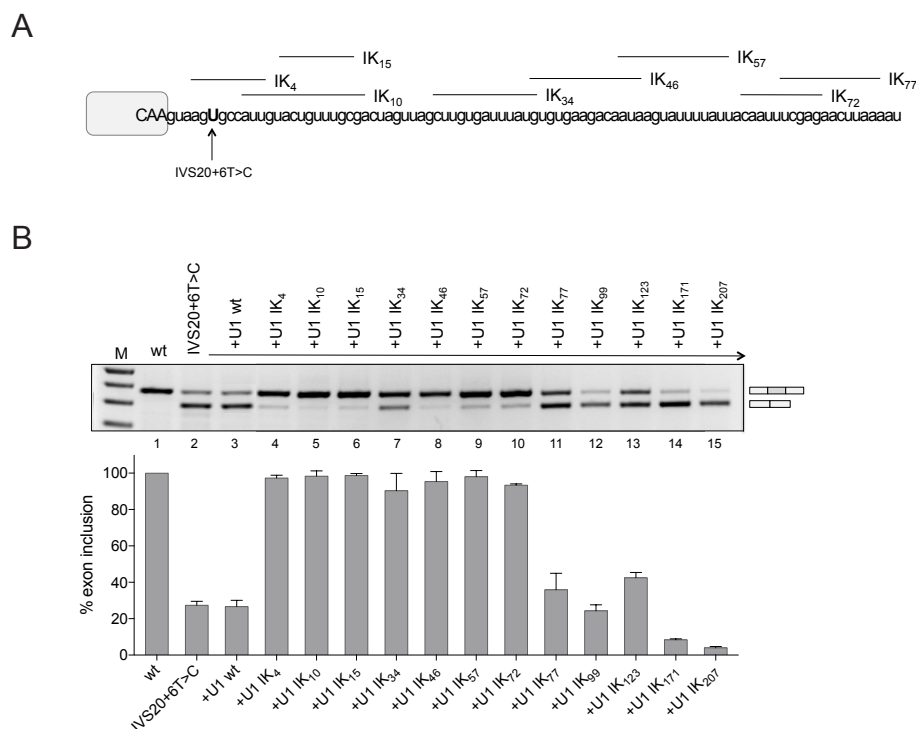 A
IK15
IK57
IK4
IK46
IK77
IK10
IK34
IK72
CAAguaagUgccauuguacuguuugcgacuaguuagcuugugauuuaugugugaagacaauaaguauuuuauuacaauuucgagaacuuaaaau
IVS20+6T>C
B
M
wt
IVS20+6T>C
+U1 wt
+U1 IK4
+U1 IK10
+U1 IK15
+U1 IK34
+U1 IK46
+U1 IK57
+U1 IK72
+U1 IK77
+U1 IK99
+U1 IK123
+U1 IK171
+U1 IK207
1 2 3 4 5 6 7 8 9 10 11 12 13 14 15
% exon inclusion
100
80
60
40
20
0
wt
IVS20+6T>C
+U1 wt
+U1 IK4
+U1 IK10
+U1 IK15
+U1 IK34
+U1 IK46
+U1 IK57
+U1 IK72
+U1 IK77
+U1 IK99
+U1 IK123
+U1 IK171
+U1 IK207